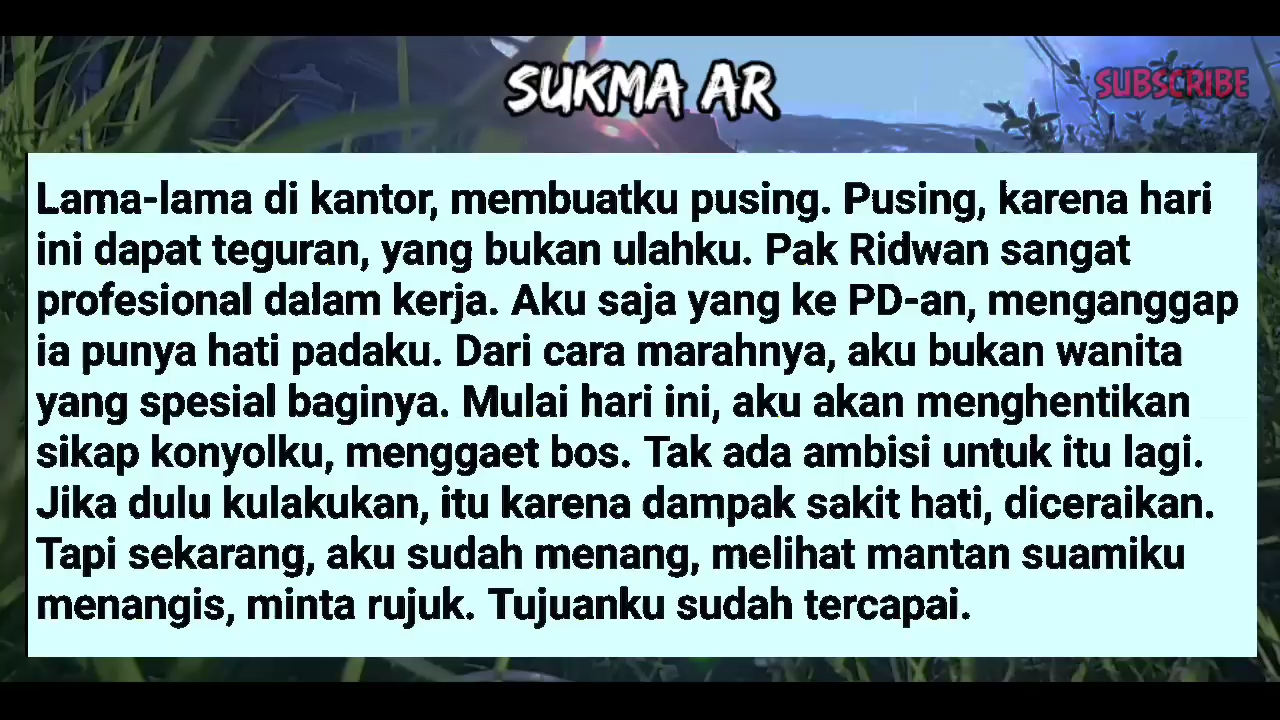 SUKMA AR
SUBSCRIBE
Lama-lama di kantor, membuatku pusing. Pusing, karena hari
ini dapat teguran, yang bukan ulahku. Pak Ridwan sangat
profesional dalam kerja. Aku saja yang ke PD-an, menganggap
ia punya hati padaku. Dari cara marahnya, aku bukan wanita
yang spesial baginya. Mulai hari ini, aku akan menghentikan
sikap konyolku, menggaet bos. Tak ada ambisi untuk itu lagi.
Jika dulu kulakukan, itu karena dampak sakit hati, diceraikan.
Tapi sekarang, aku sudah menang, melihat mantan suamiku
menangis, minta rujuk. Tujuanku sudah tercapai.